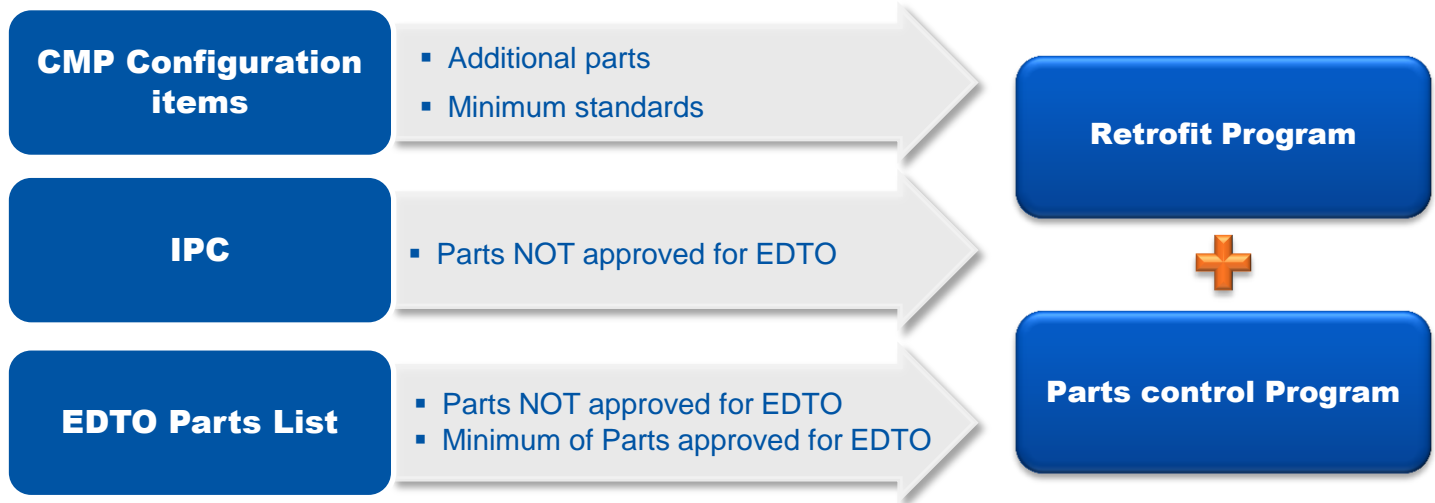 CMP Configuration
items
▪ Additional parts
▪ Minimum standards
IPC
▪ Parts NOT approved for EDTO
EDTO Parts List
▪ Parts NOT approved for EDTO
▪ Minimum of Parts approved for EDTO
Retrofit Program
Parts control Program